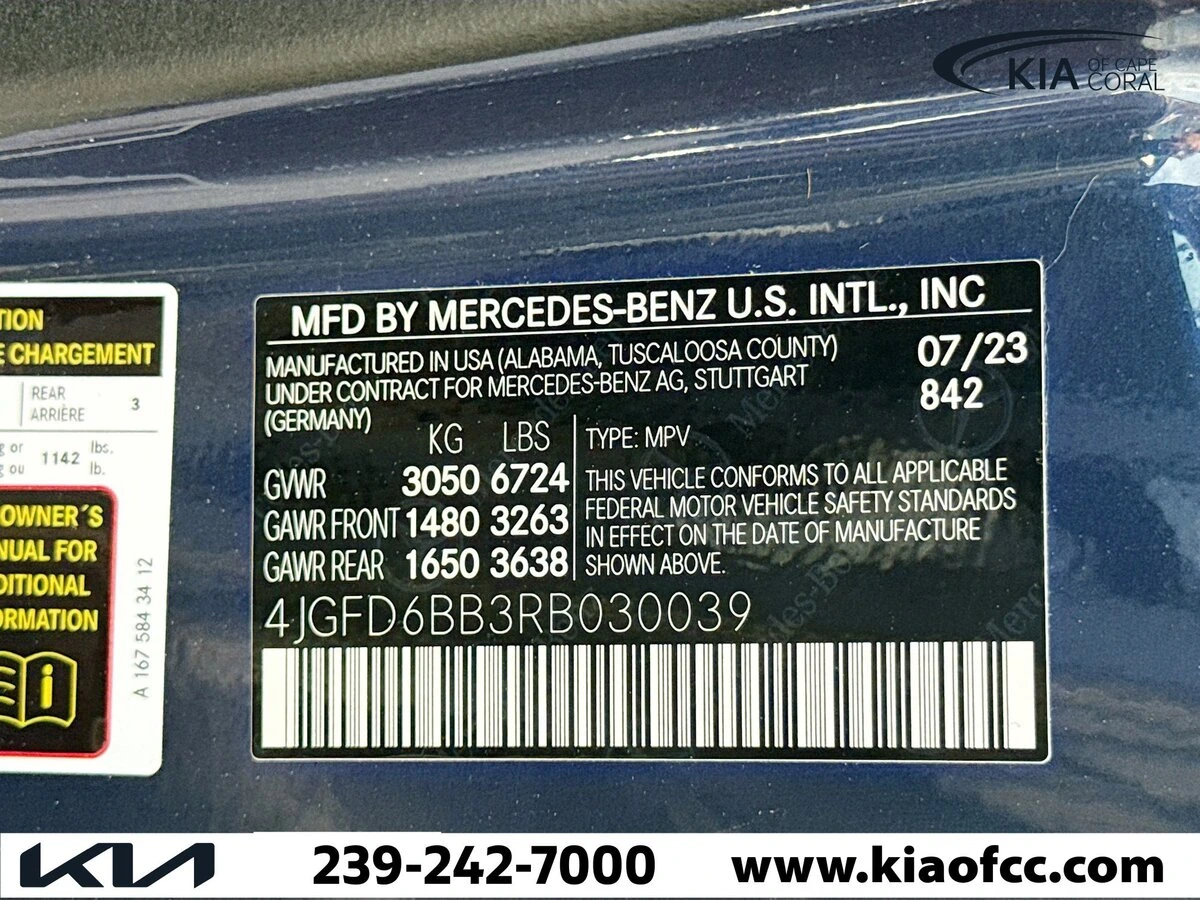 KIA OF CAPE CORAL
TION
E CHARGEMENT
REAR
ARRIÈRE 3
or 1142 lbs.
ou lb.
OWNER´S
NUAL FOR
DITIONAL
FORMATION
i
A 167 584 34 12
MFD BY MERCEDES-BENZ U.S. INTL., INC
MANUFACTURED IN USA (ALABAMA, TUSCALOOSA COUNTY) 07/23
UNDER CONTRACT FOR MERCEDES-BENZ AG, STUTTGART 842
(GERMANY)
KG LBS TYPE: MPV
GVWR 3050 6724
GAWR FRONT 1480 3263
GAWR REAR 1650 3638
THIS VEHICLE CONFORMS TO ALL APPLICABLE
FEDERAL MOTOR VEHICLE SAFETY STANDARDS
IN EFFECT ON THE DATE OF MANUFACTURE
SHOWN ABOVE.
4JGFD6BB3RB030039
KIA 239-242-7000 www.kiaofcc.com